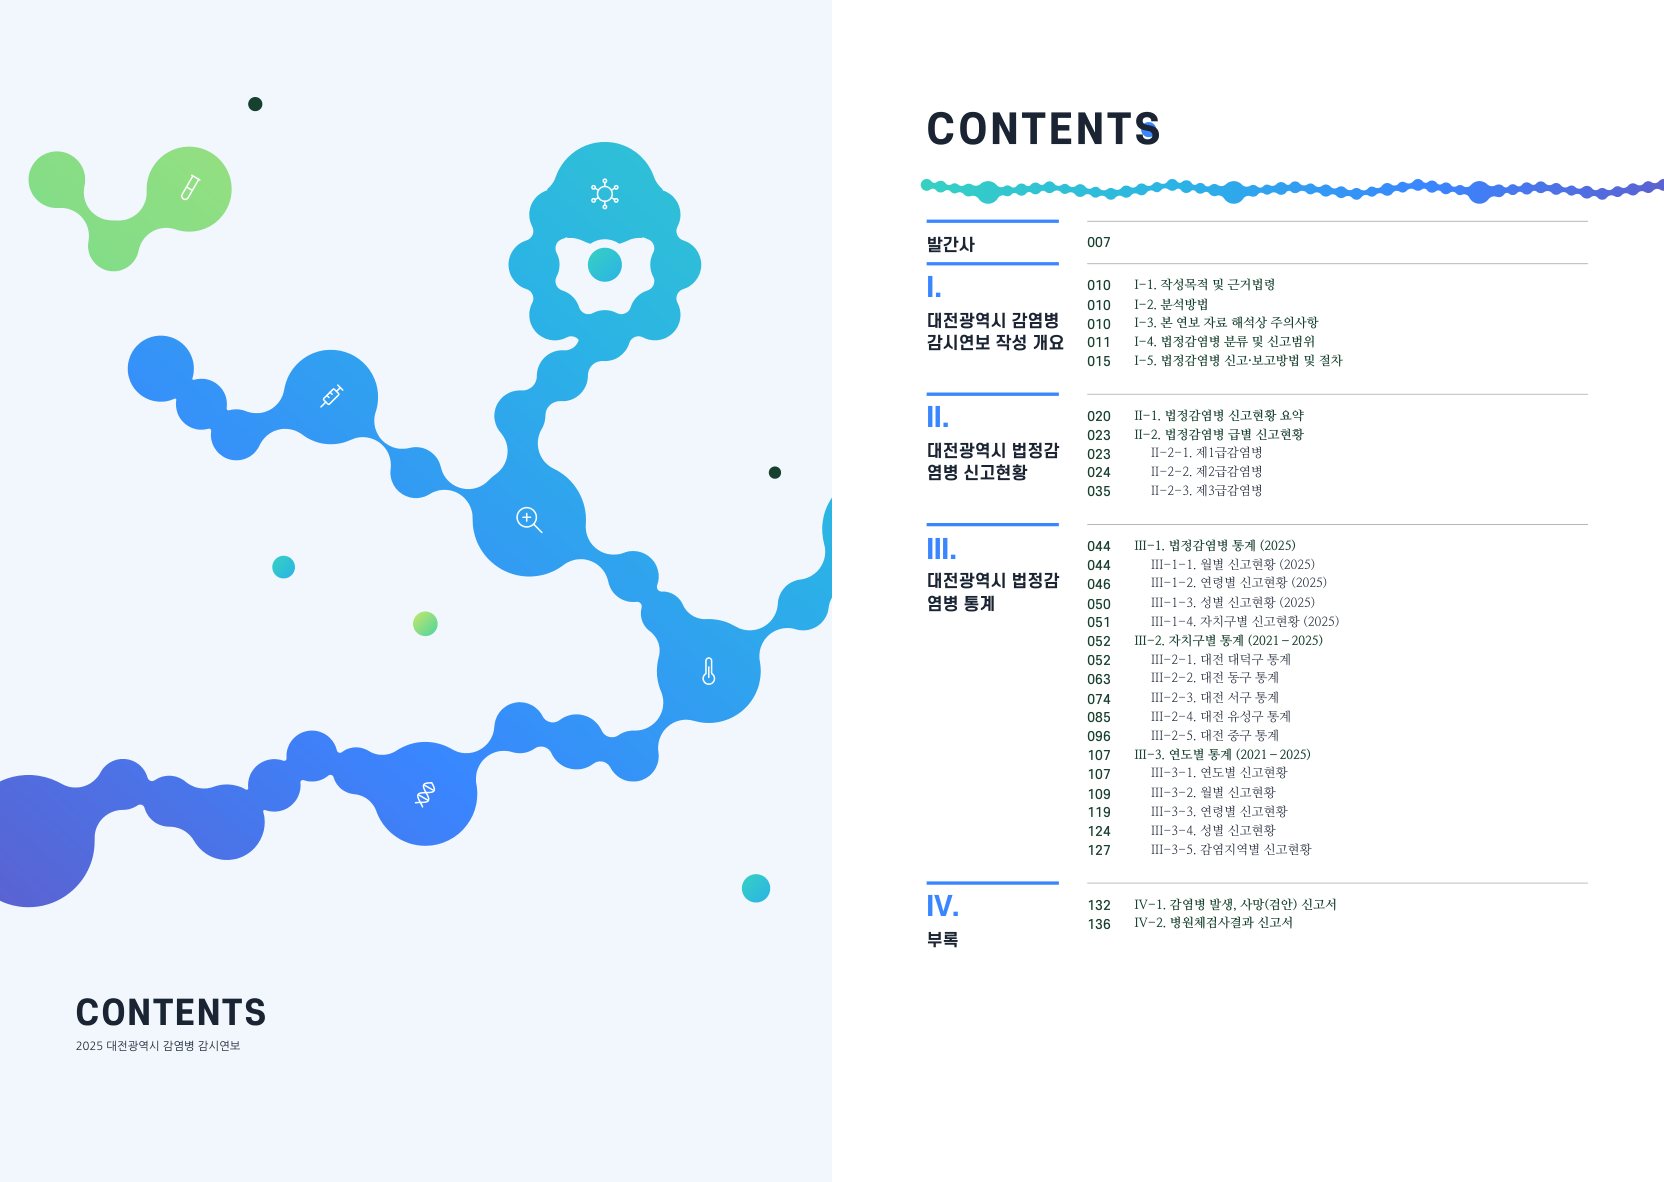 CONTENTS
2025 대전광역시 감염병 감시연보
CONTENTS
발간사
007
I.
대전광역시 감염병
감시연보 작성 개요
010 I-1. 작성목적 및 근거법령
010 I-2. 분석방법
010 I-3. 본 연보 자료 해석상 주의사항
011 I-4. 법정감염병 분류 및 신고범위
015 I-5. 법정감염병 신고·보고방법 및 절차
II.
대전광역시 법정감
염병 신고현황
020 II-1. 법정감염병 신고현황 요약
023 II-2. 법정감염병 급별 신고현황
023 II-2-1. 제1급감염병
024 II-2-2. 제2급감염병
035 II-2-3. 제3급감염병
III.
대전광역시 법정감
염병 통계
044 III-1. 법정감염병 통계 (2025)
044 III-1-1. 월별 신고현황 (2025)
046 III-1-2. 연령별 신고현황 (2025)
050 III-1-3. 성별 신고현황 (2025)
051 III-1-4. 자치구별 신고현황 (2025)
052 III-2. 자치구별 통계 (2021-2025)
052 III-2-1. 대전 대덕구 통계
063 III-2-2. 대전 동구 통계
074 III-2-3. 대전 서구 통계
085 III-2-4. 대전 유성구 통계
096 III-2-5. 대전 중구 통계
107 III-3. 연도별 통계 (2021-2025)
107 III-3-1. 연도별 신고현황
109 III-3-2. 월별 신고현황
119 III-3-3. 연령별 신고현황
124 III-3-4. 성별 신고현황
127 III-3-5. 감염지역별 신고현황
IV.
부록
132 IV-1. 감염병 발생, 사망(검안) 신고서
136 IV-2. 병원체검사결과 신고서